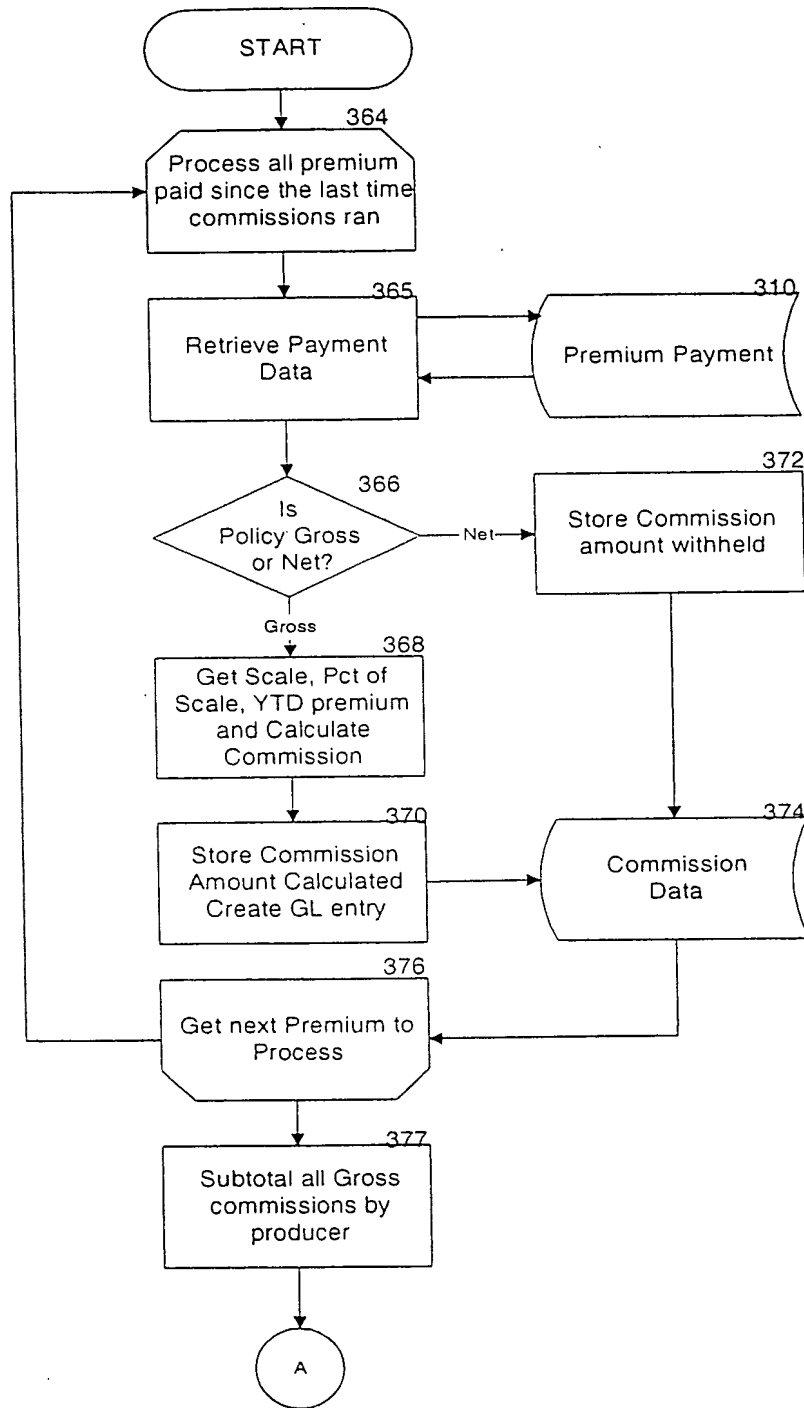 START
364
Process all premium
paid since the last time
commissions ran
365
Retrieve Payment
Data
310
Premium Payment
366
Is
Policy Gross
or Net?
Net
372
Store Commission
amount withheld
Gross
368
Get Scale, Pct of
Scale, YTD premium
and Calculate
Commission
370
Store Commission
Amount Calculated
Create GL entry
374
Commission
Data
376
Get next Premium to
Process
377
Subtotal all Gross
commissions by
producer
A